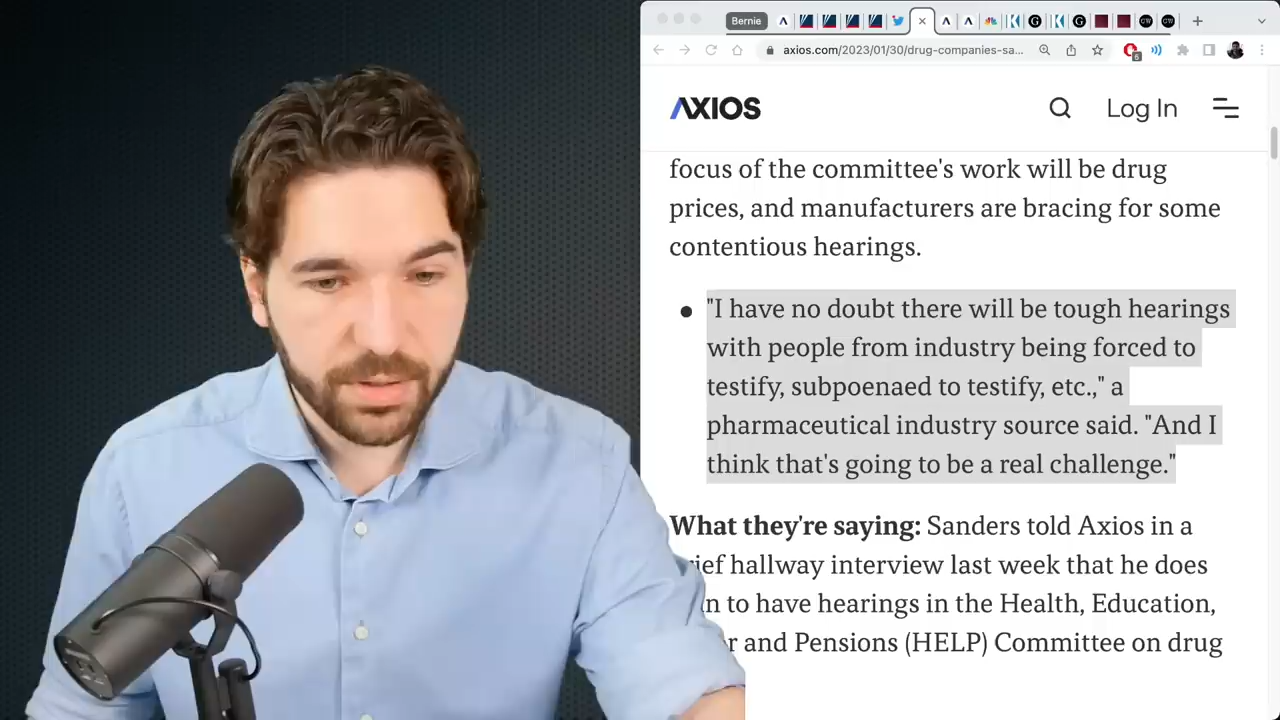 Bernie
axios.com/2023/01/30/drug-companies-sa...
6
AXIOS
Log In
focus of the committee's work will be drug
prices, and manufacturers are bracing for some
contentious hearings.
"I have no doubt there will be tough hearings
with people from industry being forced to
testify, subpoenaed to testify, etc.," a
pharmaceutical industry source said. "And I
think that's going to be a real challenge."
What they're saying: Sanders told Axios in a
ief hallway interview last week that he does
n to have hearings in the Health, Education,
r and Pensions (HELP) Committee on drug